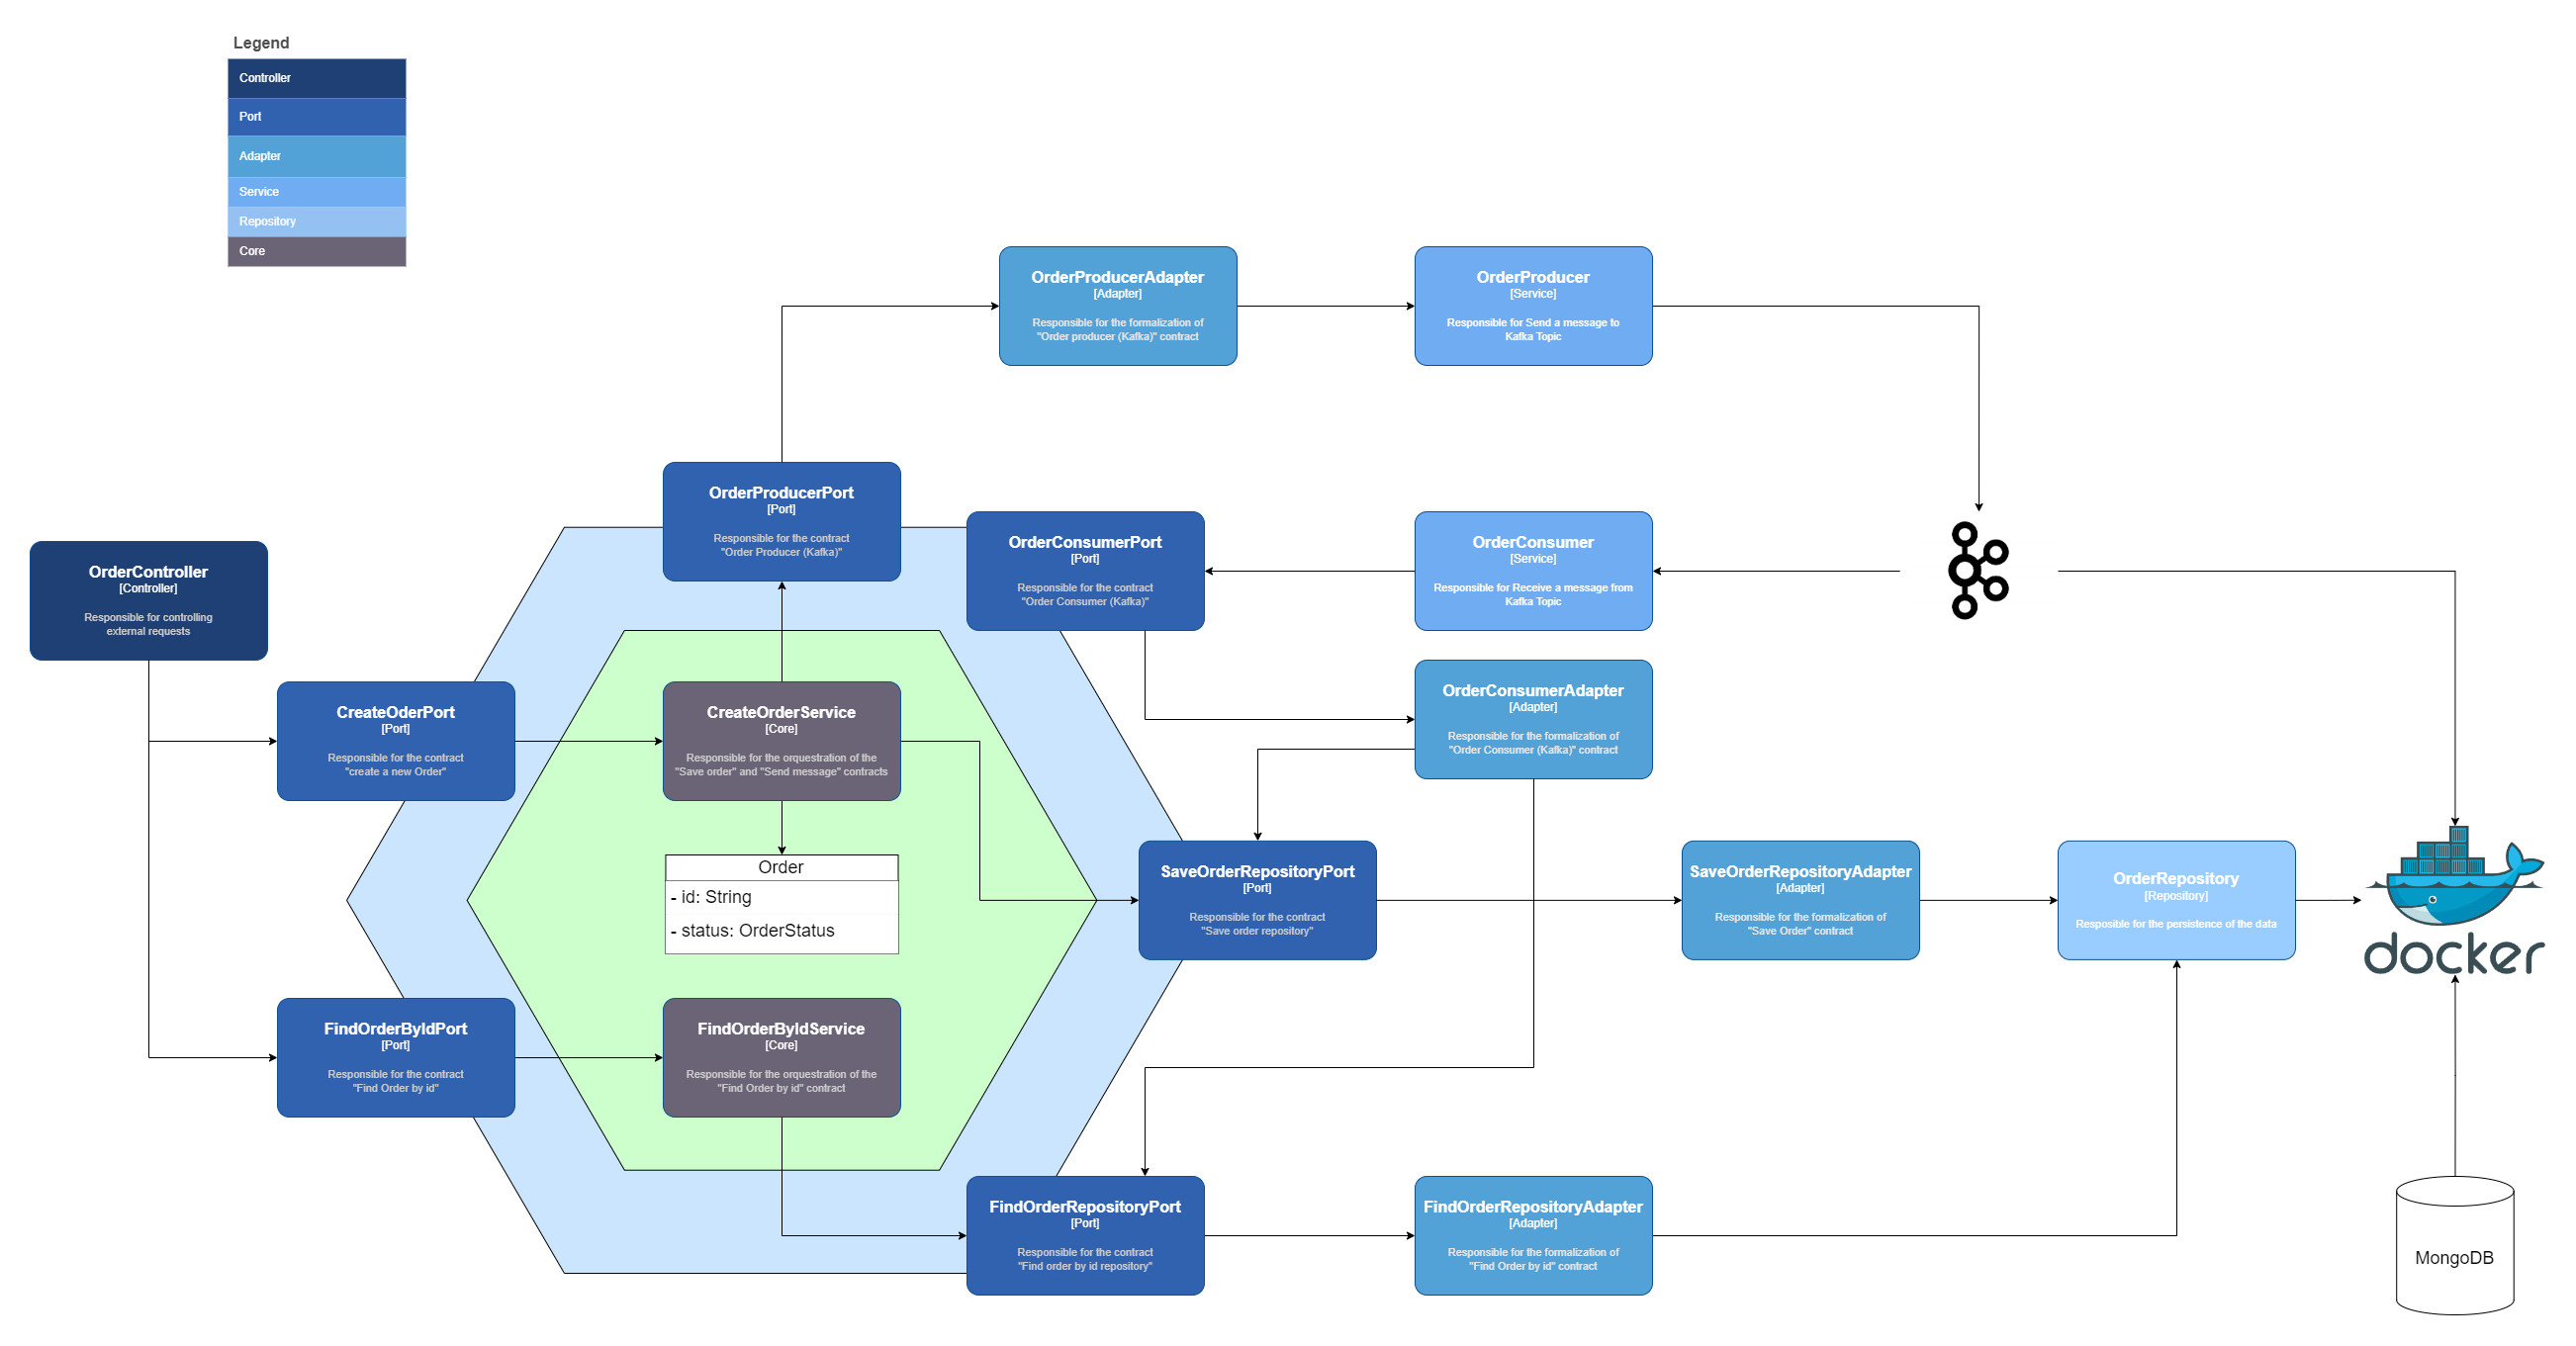 Legend
Controller
Port
Adapter
Service
Repository
Core
OrderProducerAdapter
[Adapter]
Responsible for the formalization of
"Order producer (Kafka)" contract
OrderProducer
[Service]
Responsible for Send a message to
Kafka Topic
OrderProducerPort
[Port]
Responsible for the contract
"Order Producer (Kafka)"
OrderConsumerPort
[Port]
Responsible for the contract
"Order Consumer (Kafka)"
OrderConsumer
[Service]
Responsible for Receive a message from
Kafka Topic
OrderController
[Controller]
Responsible for controlling
external requests
CreateOderPort
[Port]
Responsible for the contract
"create a new Order"
CreateOrderService
[Core]
Responsible for the orquestration of the
"Save order" and "Send message" contracts
OrderConsumerAdapter
[Adapter]
Responsible for the formalization of
"Order Consumer (Kafka)" contract
Order
- id: String
- status: OrderStatus
SaveOrderRepositoryPort
[Port]
Responsible for the contract
"Save order repository"
SaveOrderRepositoryAdapter
[Adapter]
Responsible for the formalization of
"Save Order" contract
OrderRepository
[Repository]
Resposible for the persistence of the data
docker
FindOrderByIdPort
[Port]
Responsible for the contract
"Find Order by id"
FindOrderByIdService
[Core]
Responsible for the orquestration of the
"Find Order by id" contract
FindOrderRepositoryPort
[Port]
Responsible for the contract
"Find order by id repository"
FindOrderRepositoryAdapter
[Adapter]
Responsible for the formalization of
"Find Order by id" contract
MongoDB